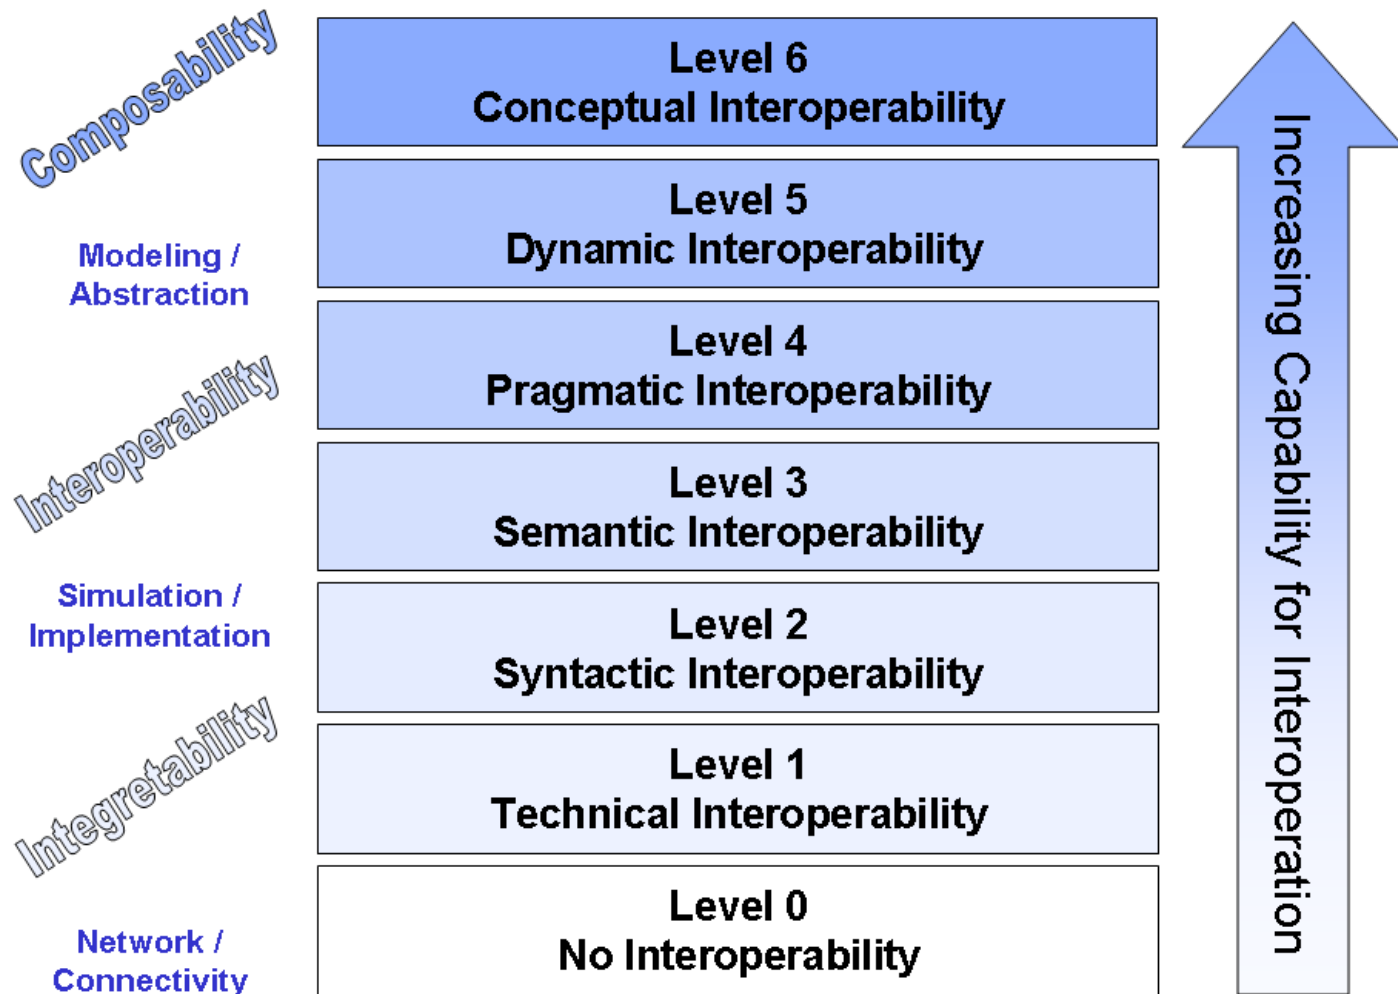 Composability
Modeling /
Abstraction
Interoperability
Simulation /
Implementation
Integretability
Network /
Connectivity
Level 6
Conceptual Interoperability
Level 5
Dynamic Interoperability
Level 4
Pragmatic Interoperability
Level 3
Semantic Interoperability
Level 2
Syntactic Interoperability
Level 1
Technical Interoperability
Level 0
No Interoperability
Increasing Capability for Interoperation